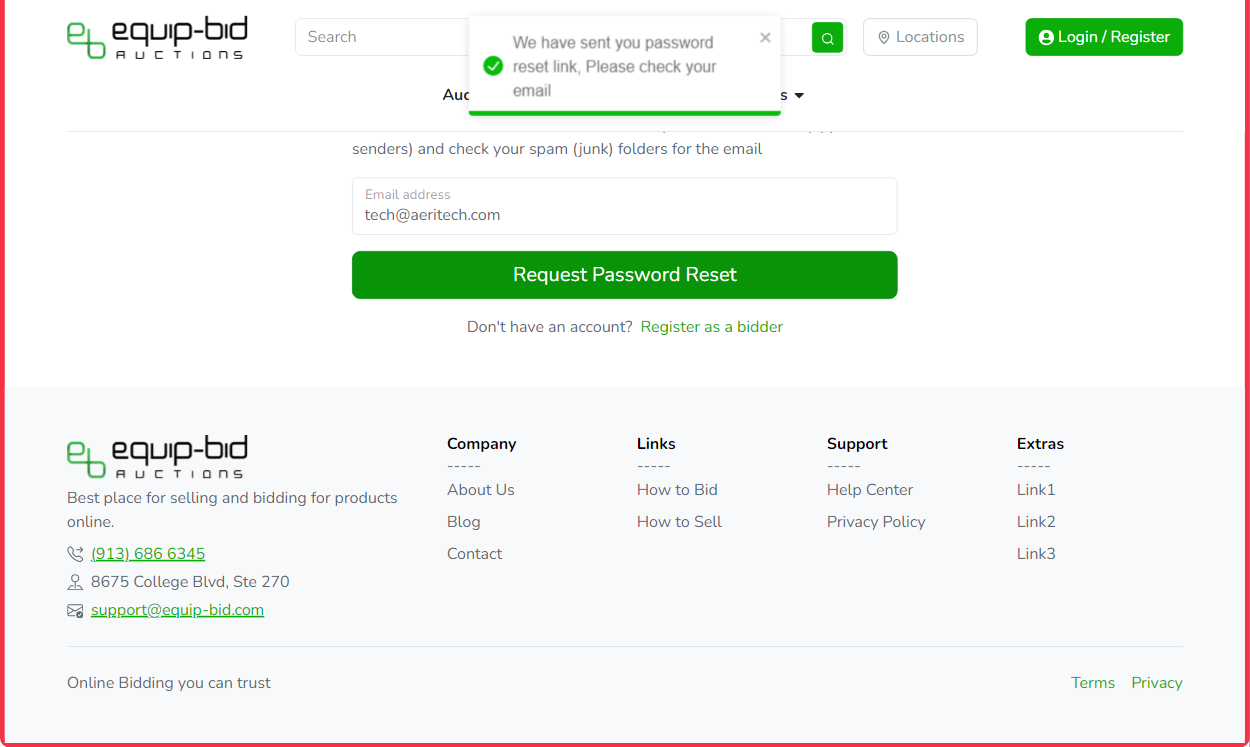 equip-bid
AUCTIONS
Search
Locations
Login / Register
We have sent you password
reset link, Please check your
email
senders) and check your spam (junk) folders for the email
Email address
tech@aeritech.com
Request Password Reset
Don't have an account? Register as a bidder
equip-bid
AUCTIONS
Best place for selling and bidding for products
online.
(913) 686 6345
8675 College Blvd, Ste 270
support@equip-bid.com
Company
-----
About Us
Blog
Contact
Links
-----
How to Bid
How to Sell
Support
-----
Help Center
Privacy Policy
Extras
-----
Link1
Link2
Link3
Online Bidding you can trust
Terms Privacy